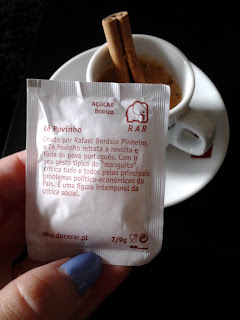 AÇÚCAR
Branco
RAR
Zé Povinho
Criado por Rafael Bordalo Pinheiro,
o Zé Povinho retrata a revolta e
fúria do povo português. Com o
seu gesto típico do "manguito",
critica tudo e todos pelos principais
problemas político-económicos do
País. É uma figura intemporal da
crítica social.
www.docerar.pt
7/9g